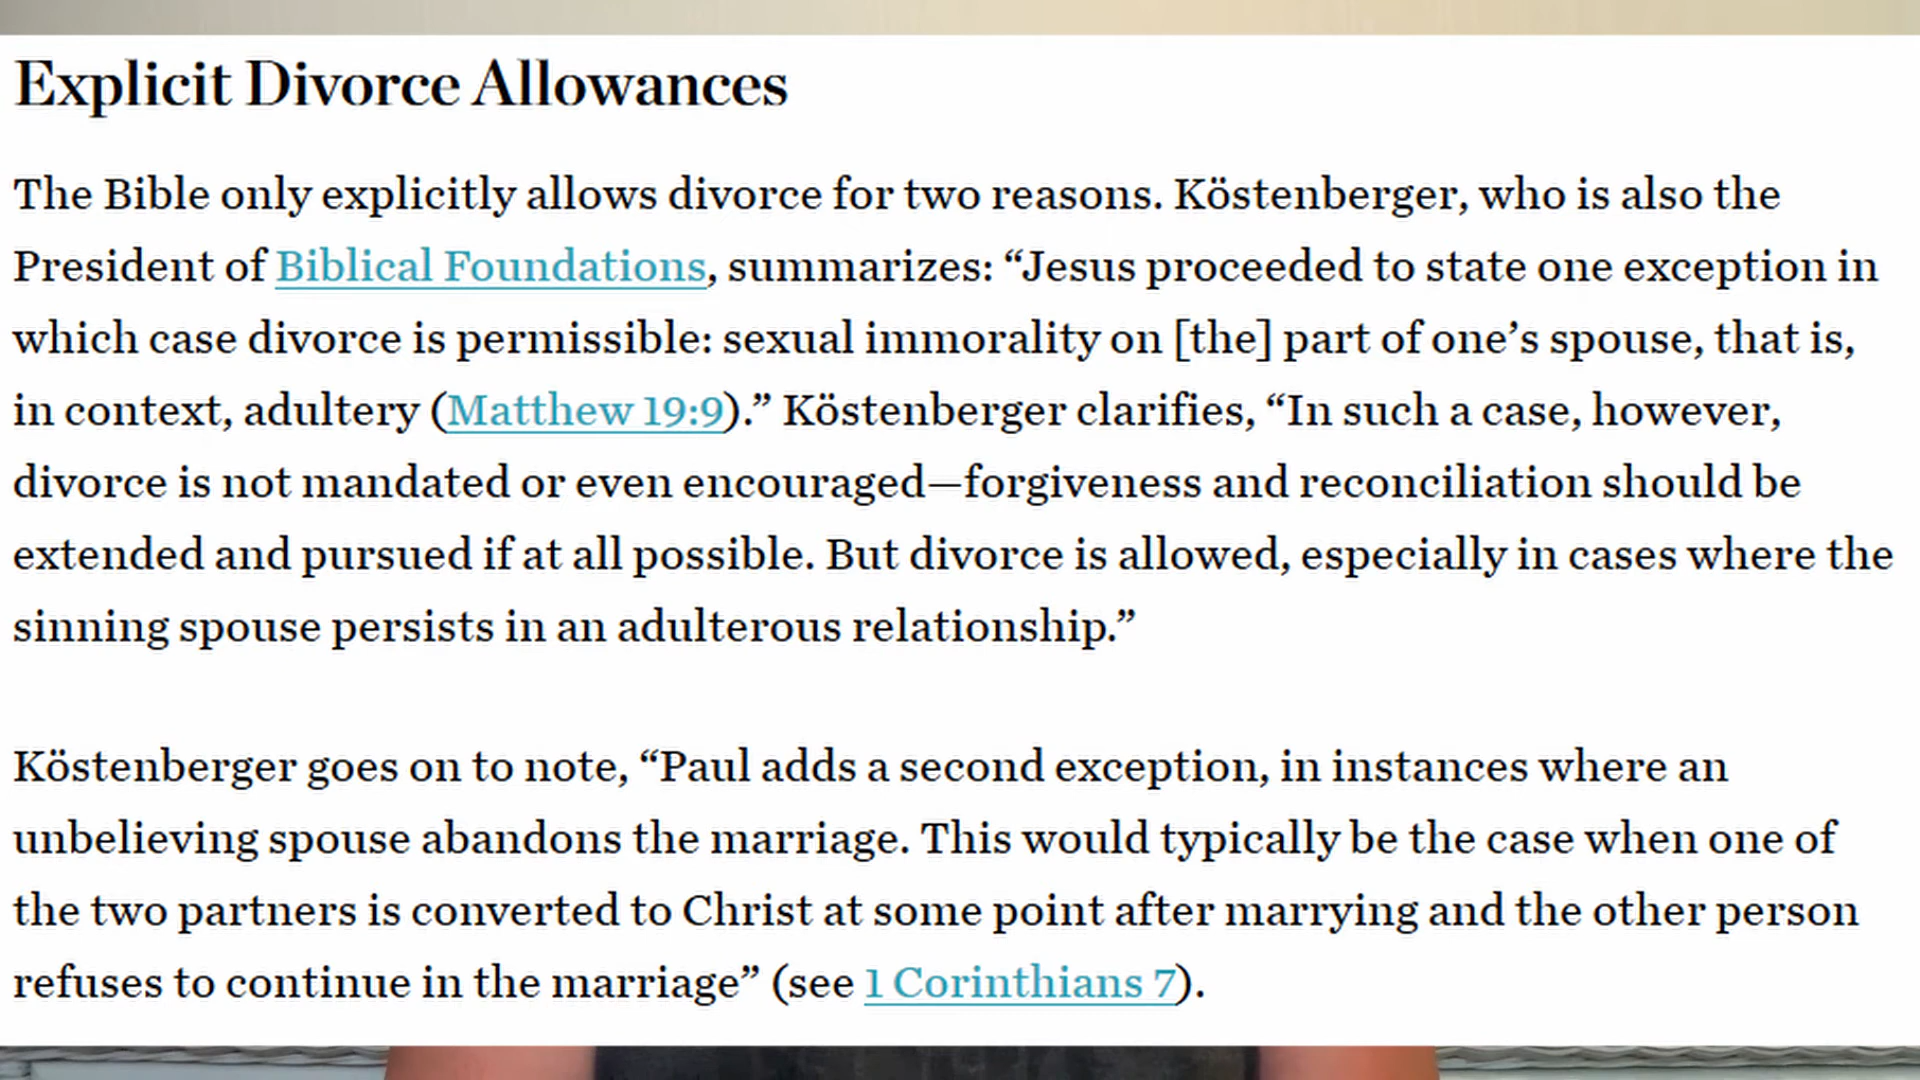 Explicit Divorce Allowances
The Bible only explicitly allows divorce for two reasons. Köstenberger, who is also the
President of Biblical Foundations, summarizes: “Jesus proceeded to state one exception in
which case divorce is permissible: sexual immorality on [the] part of one’s spouse, that is,
in context, adultery (Matthew 19:9).” Köstenberger clarifies, “In such a case, however,
divorce is not mandated or even encouraged—forgiveness and reconciliation should be
extended and pursued if at all possible. But divorce is allowed, especially in cases where the
sinning spouse persists in an adulterous relationship.”
Köstenberger goes on to note, “Paul adds a second exception, in instances where an
unbelieving spouse abandons the marriage. This would typically be the case when one of
the two partners is converted to Christ at some point after marrying and the other person
refuses to continue in the marriage” (see 1 Corinthians 7).